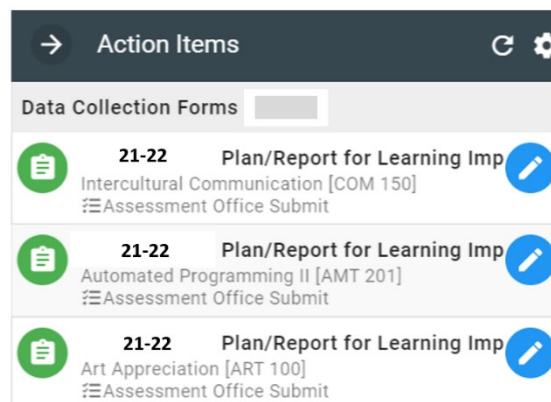 Action Items
Data Collection Forms
21-22 Plan/Report for Learning Imp
Intercultural Communication [COM 150]
Assessment Office Submit
21-22 Plan/Report for Learning Imp
Automated Programming II [AMT 201]
Assessment Office Submit
21-22 Plan/Report for Learning Imp
Art Appreciation [ART 100]
Assessment Office Submit